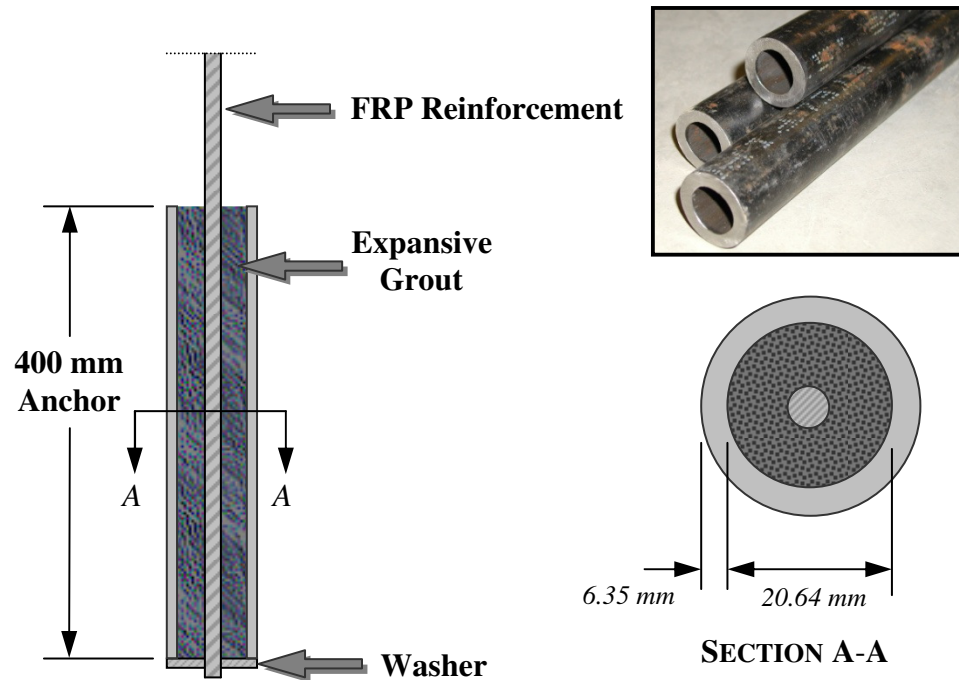 FRP Reinforcement
Expansive
Grout
400 mm
Anchor
A
A
6.35 mm
20.64 mm
SECTION A-A
Washer